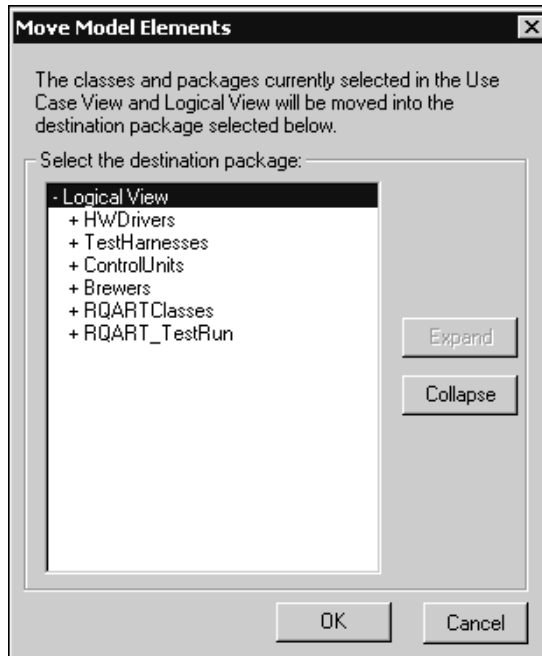 Move Model Elements
The classes and packages currently selected in the Use
Case View and Logical View will be moved into the
destination package selected below.
Select the destination package:
- Logical View
+ HWDrivers
+ TestHarnesses
+ ControlUnits
+ Brewers
+ RQARTClasses
+ RQART_TestRun
Expand
Collapse
OK
Cancel